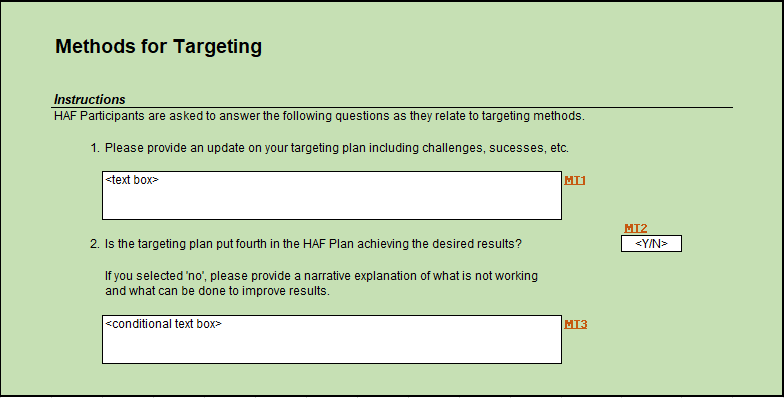 Methods for Targeting
Instructions
HAF Participants are asked to answer the following questions as they relate to targeting methods.
1. Please provide an update on your targeting plan including challenges, sucesses, etc.
<text box>
MT1
MT2
2. Is the targeting plan put fourth in the HAF Plan achieving the desired results?
<Y/N>
If you selected 'no', please provide a narrative explanation of what is not working
and what can be done to improve results.
<conditional text box>
MT3